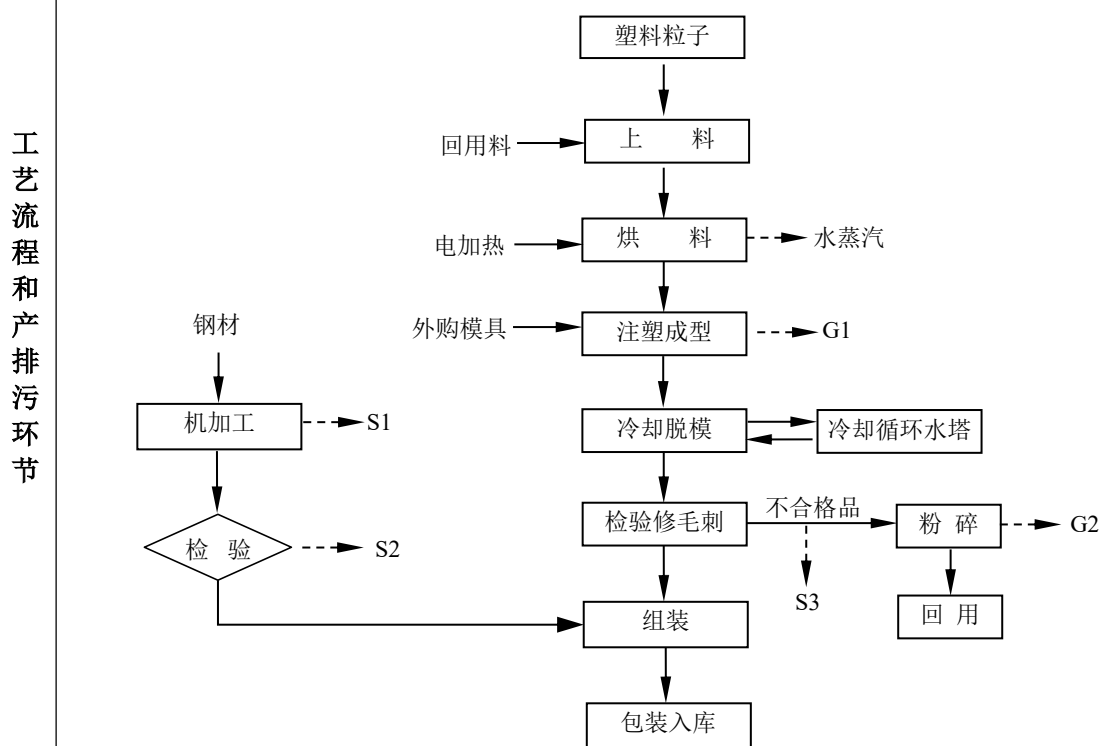 工艺流程和产排污环节
塑料粒子
回用料
上 料
电加热
烘 料
水蒸汽
外购模具
注塑成型
G1
钢材
机加工
S1
冷却脱模
冷却循环水塔
检 验
S2
检验修毛刺
不合格品
S3
粉 碎
G2
回 用
组装
包装入库